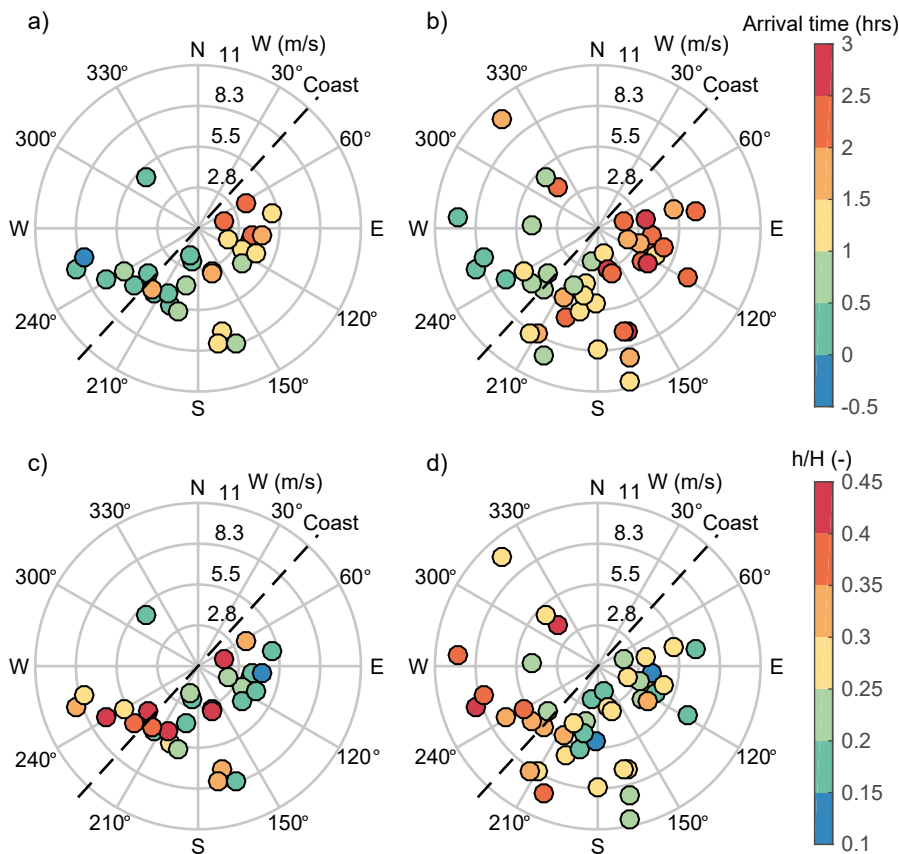 a)
N
11
W (m/s)
30°
Coast
60°
E
120°
150°
S
210°
240°
W
300°
330°
8.3
5.5
2.8
b)
N
11
W (m/s)
30°
Coast
60°
E
120°
150°
S
210°
240°
W
300°
330°
8.3
5.5
2.8
Arrival time (hrs)
3
2.5
2
1.5
1
0.5
0
-0.5
c)
N
11
W (m/s)
30°
Coast
60°
E
120°
150°
S
210°
240°
W
300°
330°
8.3
5.5
2.8
d)
N
11
W (m/s)
30°
Coast
60°
E
120°
150°
S
210°
240°
W
300°
330°
8.3
5.5
2.8
h/H (-)
0.45
0.4
0.35
0.3
0.25
0.2
0.15
0.1